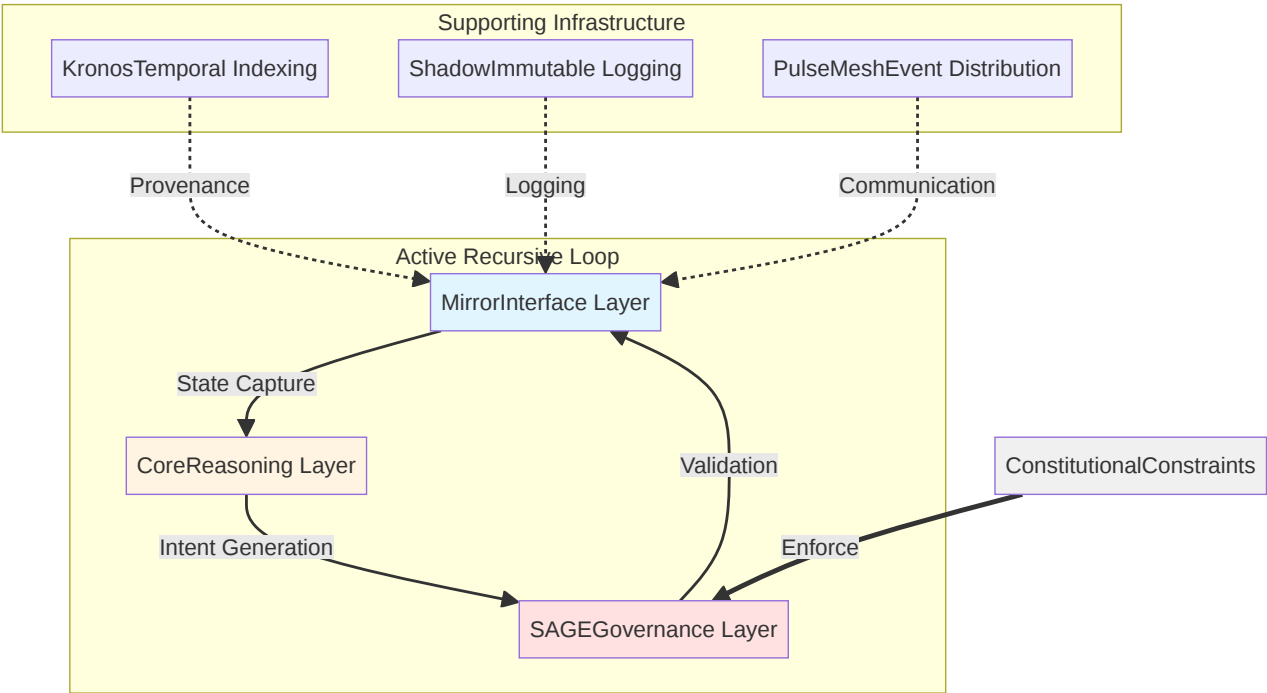 Supporting Infrastructure
KronosTemporal Indexing
ShadowImmutable Logging
PulseMeshEvent Distribution
Provenance
Logging
Communication
Active Recursive Loop
MirrorInterface Layer
State Capture
CoreReasoning Layer
Validation
ConstitutionalConstraints
Intent Generation
Enforce
SAGEGovernance Layer